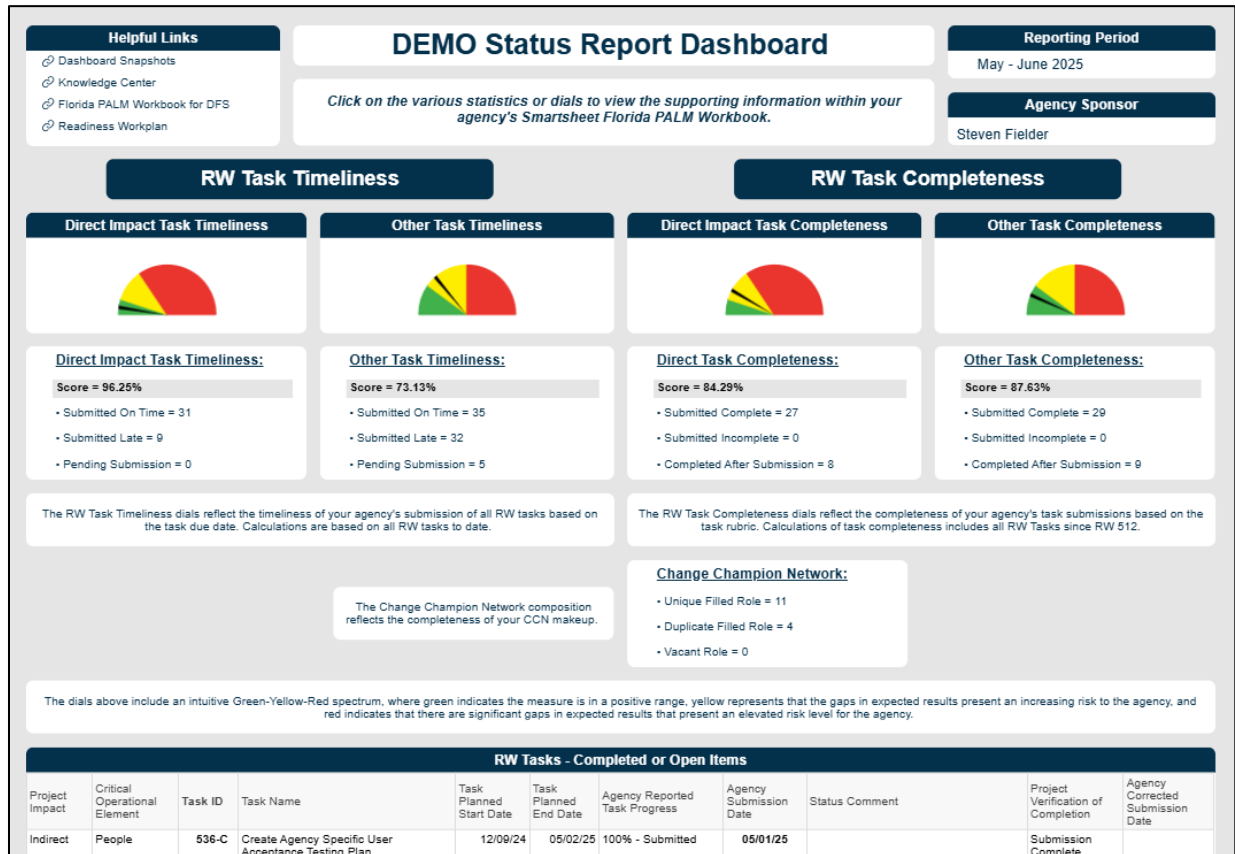 Helpful Links
Dashboard Snapshots
Knowledge Center
Florida PALM Workbook for DFS
Readiness Workplan
DEMO Status Report Dashboard
Click on the various statistics or dials to view the supporting information within your
agency's Smartsheet Florida PALM Workbook.
Reporting Period
May - June 2025
Agency Sponsor
Steven Fielder
RW Task Timeliness
RW Task Completeness
Direct Impact Task Timeliness
Other Task Timeliness
Direct Impact Task Completeness
Other Task Completeness
Direct Impact Task Timeliness:
Score = 96.25%
• Submitted On Time = 31
• Submitted Late = 9
• Pending Submission = 0
Other Task Timeliness:
Score = 73.13%
• Submitted On Time = 35
• Submitted Late = 32
• Pending Submission = 5
Direct Task Completeness:
Score = 84.29%
• Submitted Complete = 27
• Submitted Incomplete = 0
• Completed After Submission = 8
Other Task Completeness:
Score = 87.63%
• Submitted Complete = 29
• Submitted Incomplete = 0
• Completed After Submission = 9
The RW Task Timeliness dials reflect the timeliness of your agency's submission of all RW tasks based on
the task due date. Calculations are based on all RW tasks to date.
The RW Task Completeness dials reflect the completeness of your agency's task submissions based on the
task rubric. Calculations of task completeness includes all RW Tasks since RW 512.
The Change Champion Network composition
reflects the completeness of your CCN makeup.
Change Champion Network:
• Unique Filled Role = 11
• Duplicate Filled Role = 4
• Vacant Role = 0
The dials above include an intuitive Green-Yellow-Red spectrum, where green indicates the measure is in a positive range, yellow represents that the gaps in expected results present an increasing risk to the agency, and
red indicates that there are significant gaps in expected results that present an elevated risk level for the agency.
RW Tasks - Completed or Open Items
Project Impact
Critical Operational Element
Task ID
Task Name
Task Planned Start Date
Task Planned End Date
Agency Reported Task Progress
Agency Submission Date
Status Comment
Project Verification of Completion
Agency Corrected Submission Date
Indirect People 536-C Create Agency Specific User 12/09/24 05/02/25 100% - Submitted 05/01/25 Submission
Acceptance Testing Plan Complete